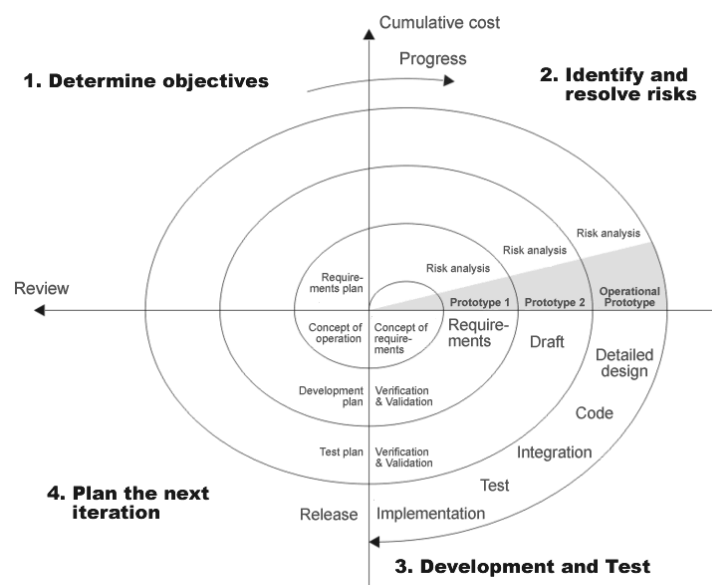 Cumulative cost
Progress
1. Determine objectives
2. Identify and
resolve risks
Risk analysis
Risk analysis
Risk analysis
Require-
ments plan
Review
Prototype 1
Prototype 2
Operational
Prototype
Concept of
operation
Concept of
require-
ments
Require-
ments
Draft
Detailed
design
Development
plan
Verification
& Validation
Code
Test plan
Verification
& Validation
Integration
Test
4. Plan the next
iteration
Release
Implementation
3. Development and Test